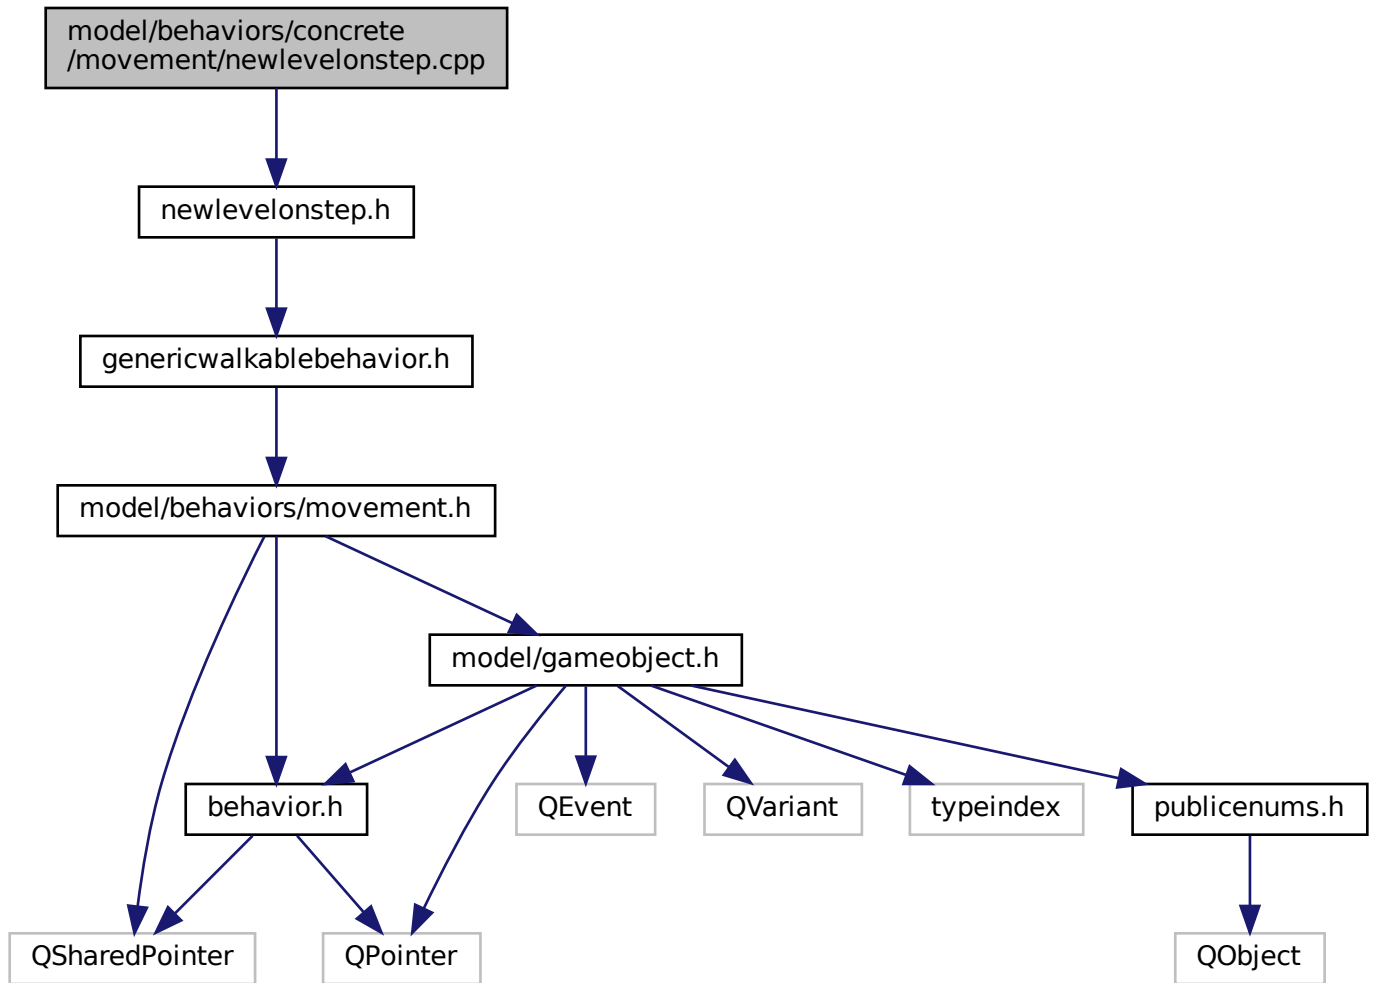 model/behaviors/concrete
/movement/newlevelonstep.cpp
newlevelonstep.h
genericwalkablebehavior.h
model/behaviors/movement.h
model/gameobject.h
behavior.h
QEvent
QVariant
typeindex
publicenums.h
QSharedPointer
QPointer
QObject